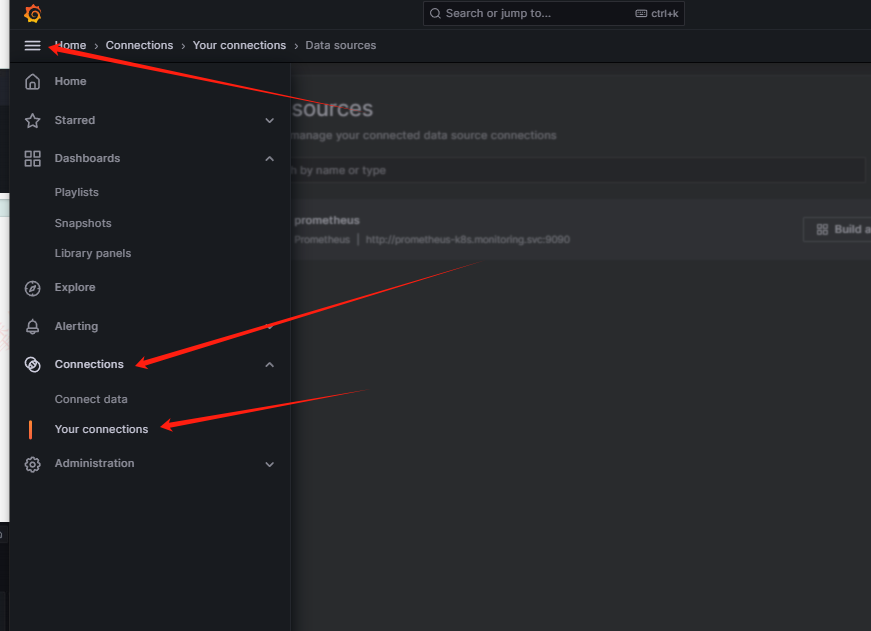 Search or jump to...
ctrl+k
Home › Connections › Your connections › Data sources
Home
Starred
Dashboards
Playlists
Snapshots
Library panels
Explore
Alerting
Connections
Connect data
Your connections
Administration
sources
manage your connected data source connections
by name or type
prometheus
Prometheus | http://prometheus-k8s.monitoring.svc:9090
Build a